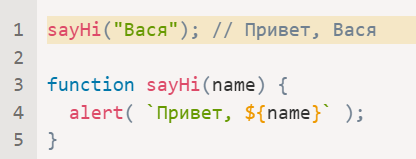 1 sayHi("Вася"); // Привет, Вася
2
3 function sayHi(name) {
4   alert( `Привет, ${name}` );
5 }